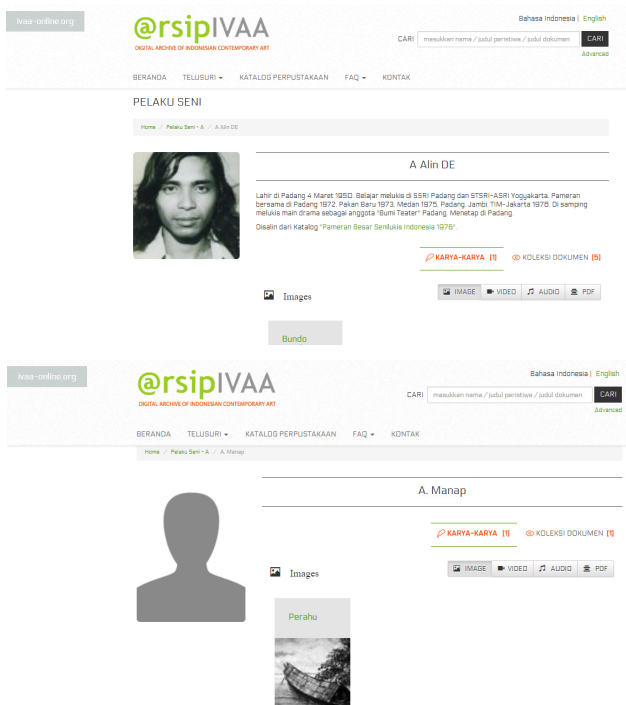 ivaa-online.org
@rsipIVAA
DIGITAL ARCHIVE OF INDONESIAN CONTEMPORARY ART
Bahasa Indonesia | English
CARI masukkan nama / judul peristiwa / judul dokumen CARI
Advanced
BERANDA TELUSURI KATALOG PERPUSTAKAAN FAQ KONTAK
PELAKU SENI
Home / Pelaku Seni - A / A Alin DE
A Alin DE
Lahir di Padang 4 Maret 1950. Belajar melukis di SSRI Padang dan STSRI-ASRI Yogyakarta. Pameran
bersama di Padang 1972, Pakan Baru 1973, Medan 1975, Padang, Jambi, TIM-Jakarta 1976. Di samping
melukis main drama sebagai anggota "Bumi Teater" Padang. Menetap di Padang.
Disalin dari Katalog "Pameran Besar Senilukis Indonesia 1976".
KARYA-KARYA [1] KOLEKSI DOKUMEN [5]
Images
IMAGE VIDEO AUDIO PDF
Bundo
ivaa-online.org
@rsipIVAA
DIGITAL ARCHIVE OF INDONESIAN CONTEMPORARY ART
Bahasa Indonesia | English
CARI masukkan nama / judul peristiwa / judul dokumen CARI
Advanced
BERANDA TELUSURI KATALOG PERPUSTAKAAN FAQ KONTAK
Home / Pelaku Seni - A / A. Manap
A. Manap
KARYA-KARYA [1] KOLEKSI DOKUMEN [1]
Images
IMAGE VIDEO AUDIO PDF
Perahu